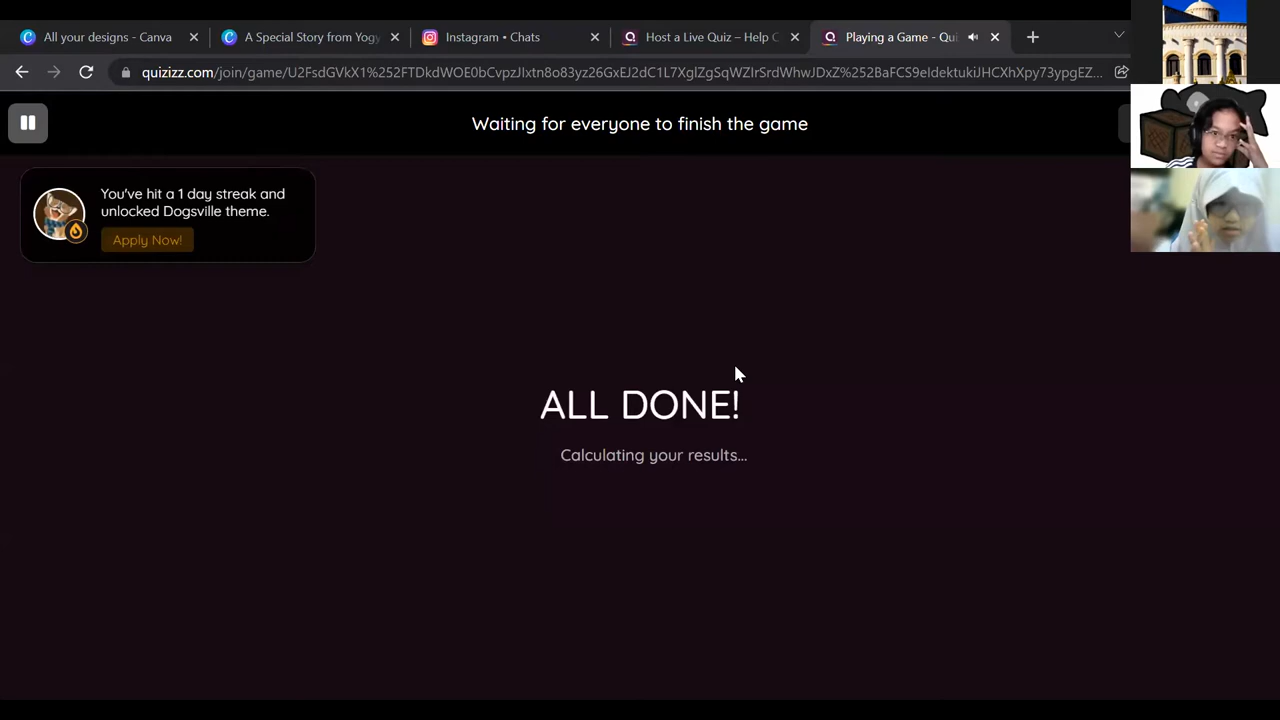 All your designs - Canva
A Special Story from Yogy
Instagram • Chats
Host a Live Quiz – Help C
Playing a Game - Qui
quizizz.com/join/game/U2FsdGVkX1%252FTDkdWOE0bCvpzJIxtn8o83yz26GxEJ2dC1L7XglZgSqWZIrSrdWhwJDxZ%252BaFCS9eIdektukiJHCXhXpy73ypgEZ...
Waiting for everyone to finish the game
You've hit a 1 day streak and
unlocked Dogsville theme.
Apply Now!
ALL DONE!
Calculating your results...